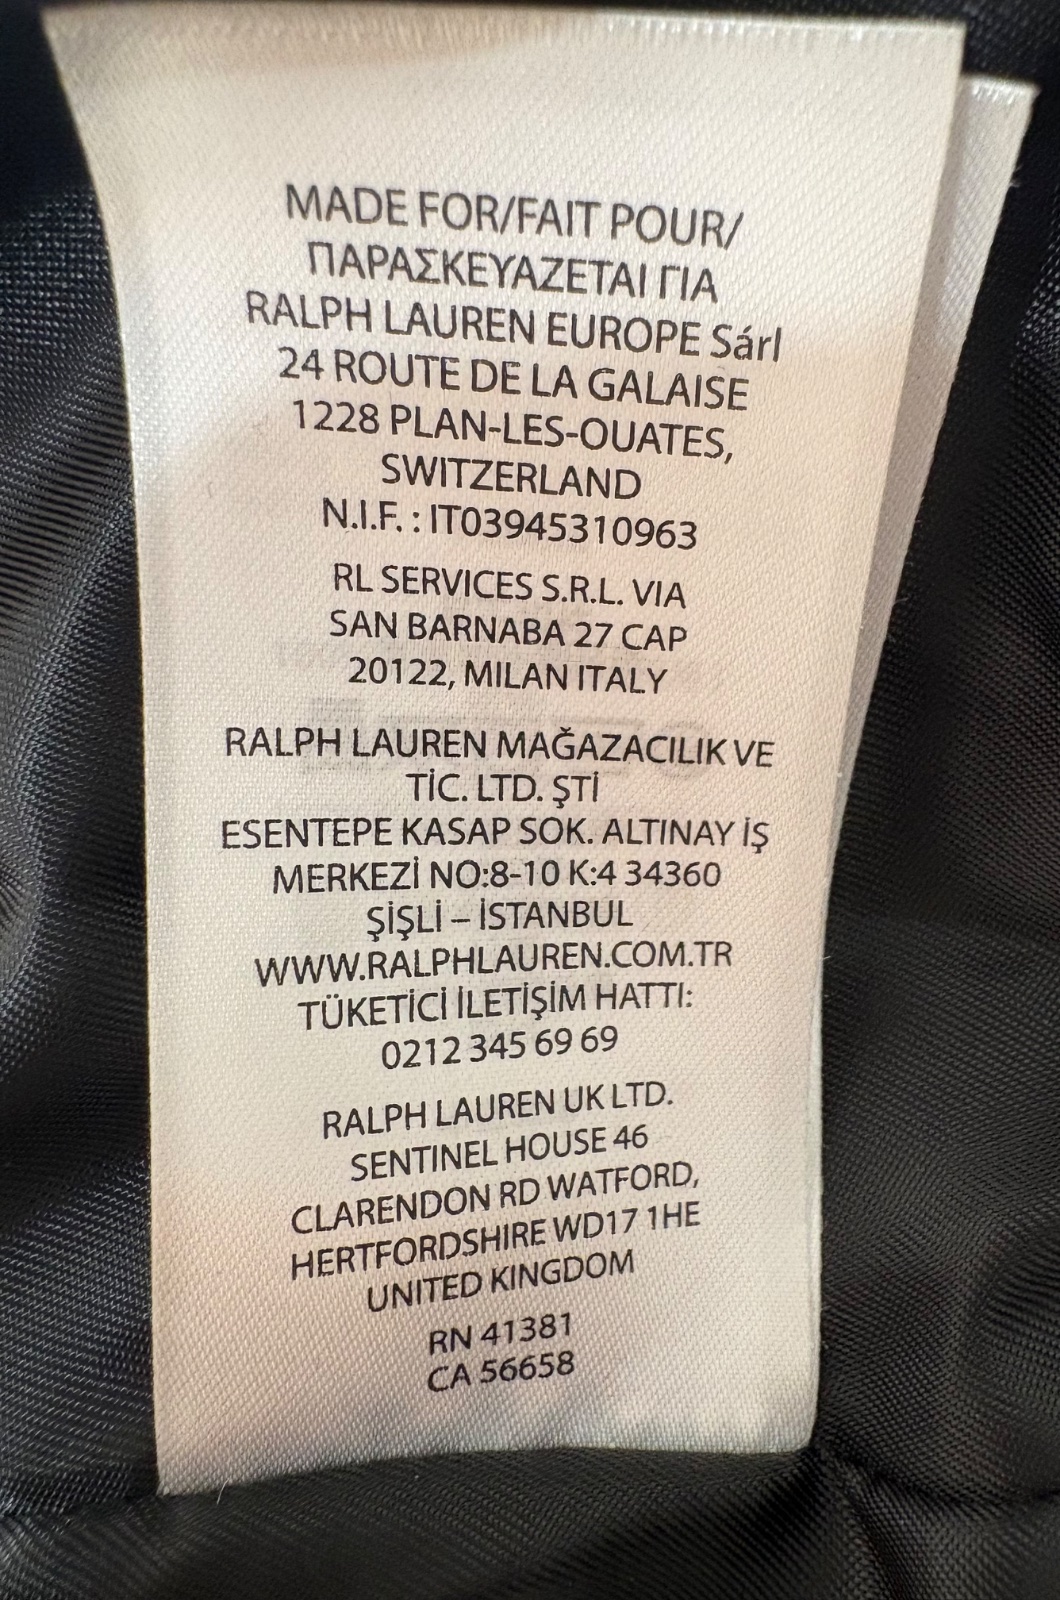 MADE FOR/FAIT POUR/
ΠΑΡΑΣΚΕΥΑΖΕΤΑΙ ΓΙΑ
RALPH LAUREN EUROPE Sárl
24 ROUTE DE LA GALAISE
1228 PLAN-LES-OUATES,
SWITZERLAND
N.I.F. : IT03945310963
RL SERVICES S.R.L. VIA
SAN BARNABA 27 CAP
20122, MILAN ITALY
RALPH LAUREN MAĞAZACILIK VE
TİC. LTD. ŞTİ
ESENTEPE KASAP SOK. ALTINAY İŞ
MERKEZİ NO:8-10 K:4 34360
ŞİŞLİ – İSTANBUL
WWW.RALPHLAUREN.COM.TR
TÜKETİCİ İLETİŞİM HATTI:
0212 345 69 69
RALPH LAUREN UK LTD.
SENTINEL HOUSE 46
CLARENDON RD WATFORD,
HERTFORDSHIRE WD17 1HE
UNITED KINGDOM
RN 41381
CA 56658